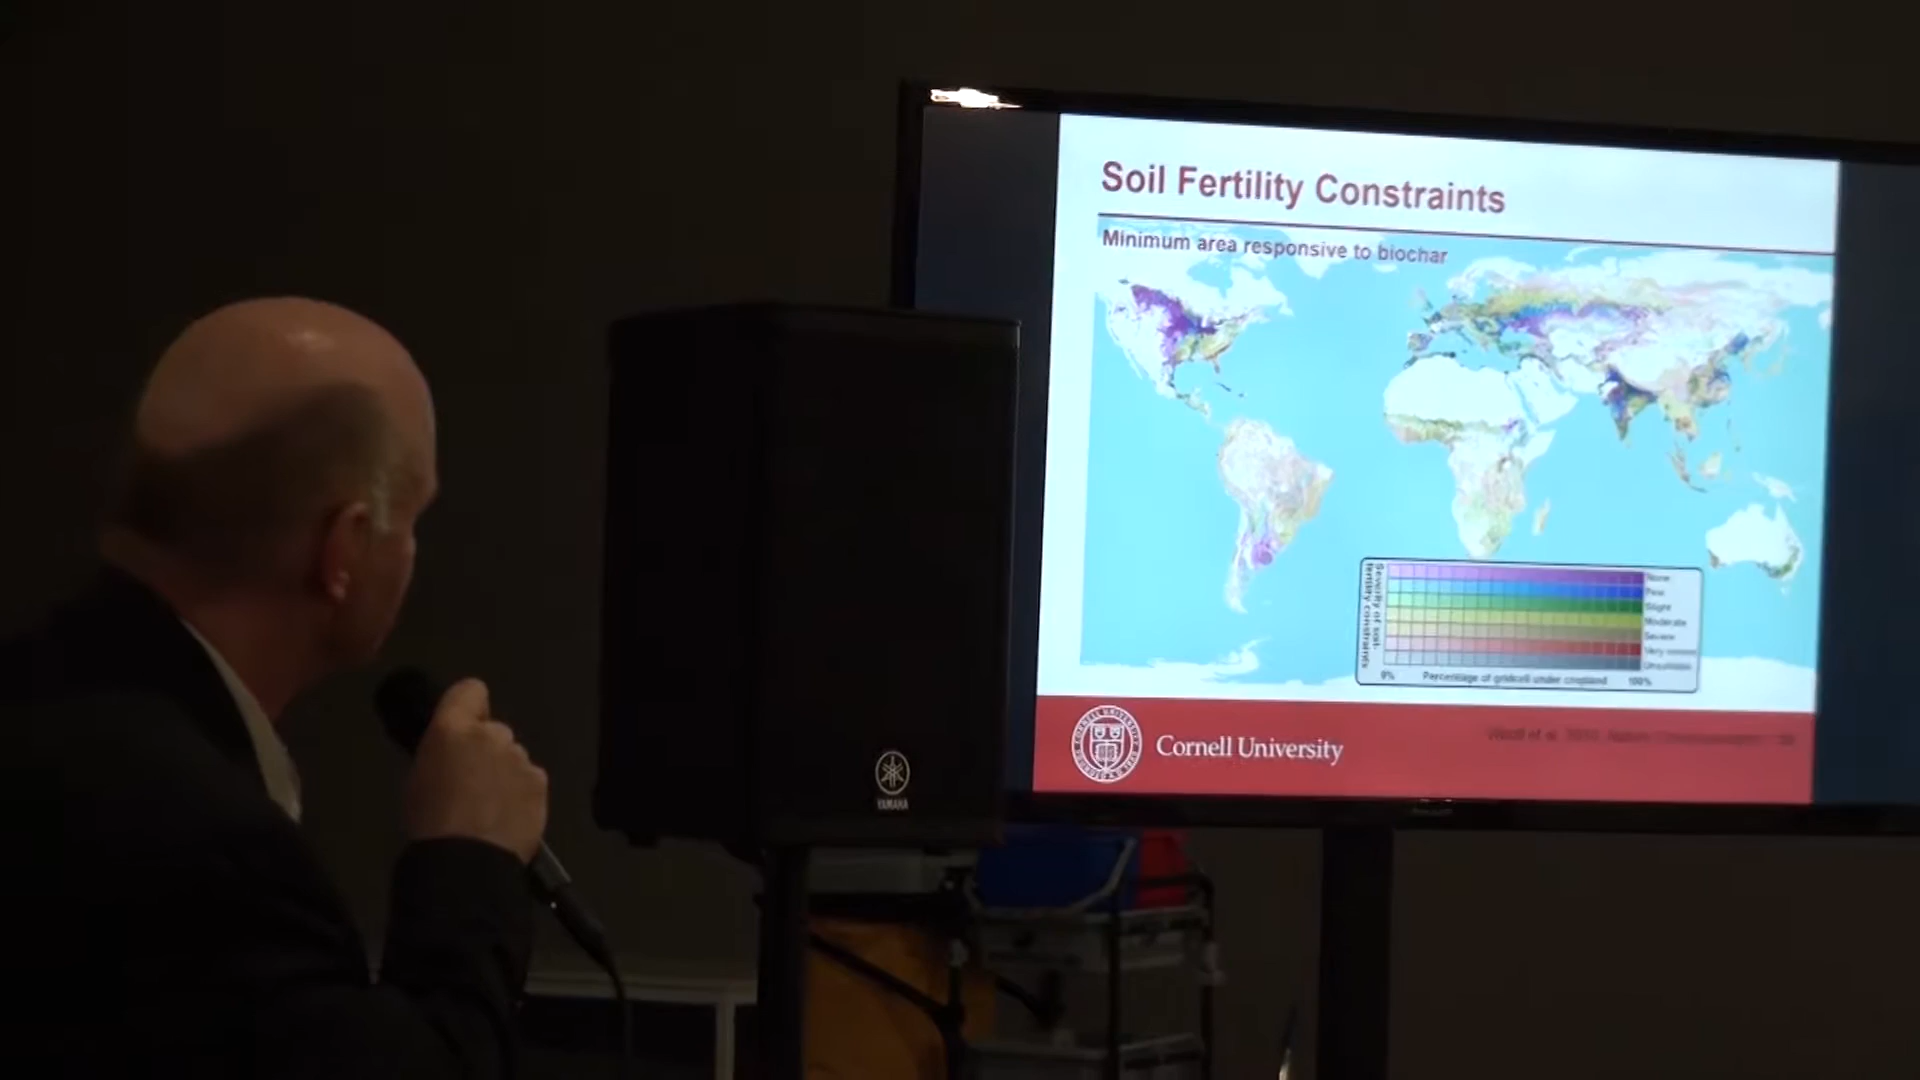 Soil Fertility Constraints
Minimum area responsive to biochar
Severity of soil-
fertility constraints
None
Few
Slight
Moderate
Severe
Very severe
Unsuitable
0% Percentage of gridcell under cropland 100%
Cornell University
YAMAHA